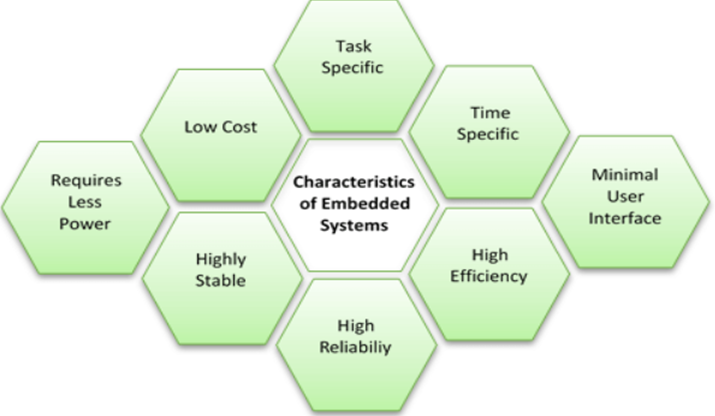 Task
Specific
Low Cost
Time
Specific
Requires
Less
Power
Characteristics
of Embedded
Systems
Minimal
User
Interface
Highly
Stable
High
Efficiency
High
Reliabiliy